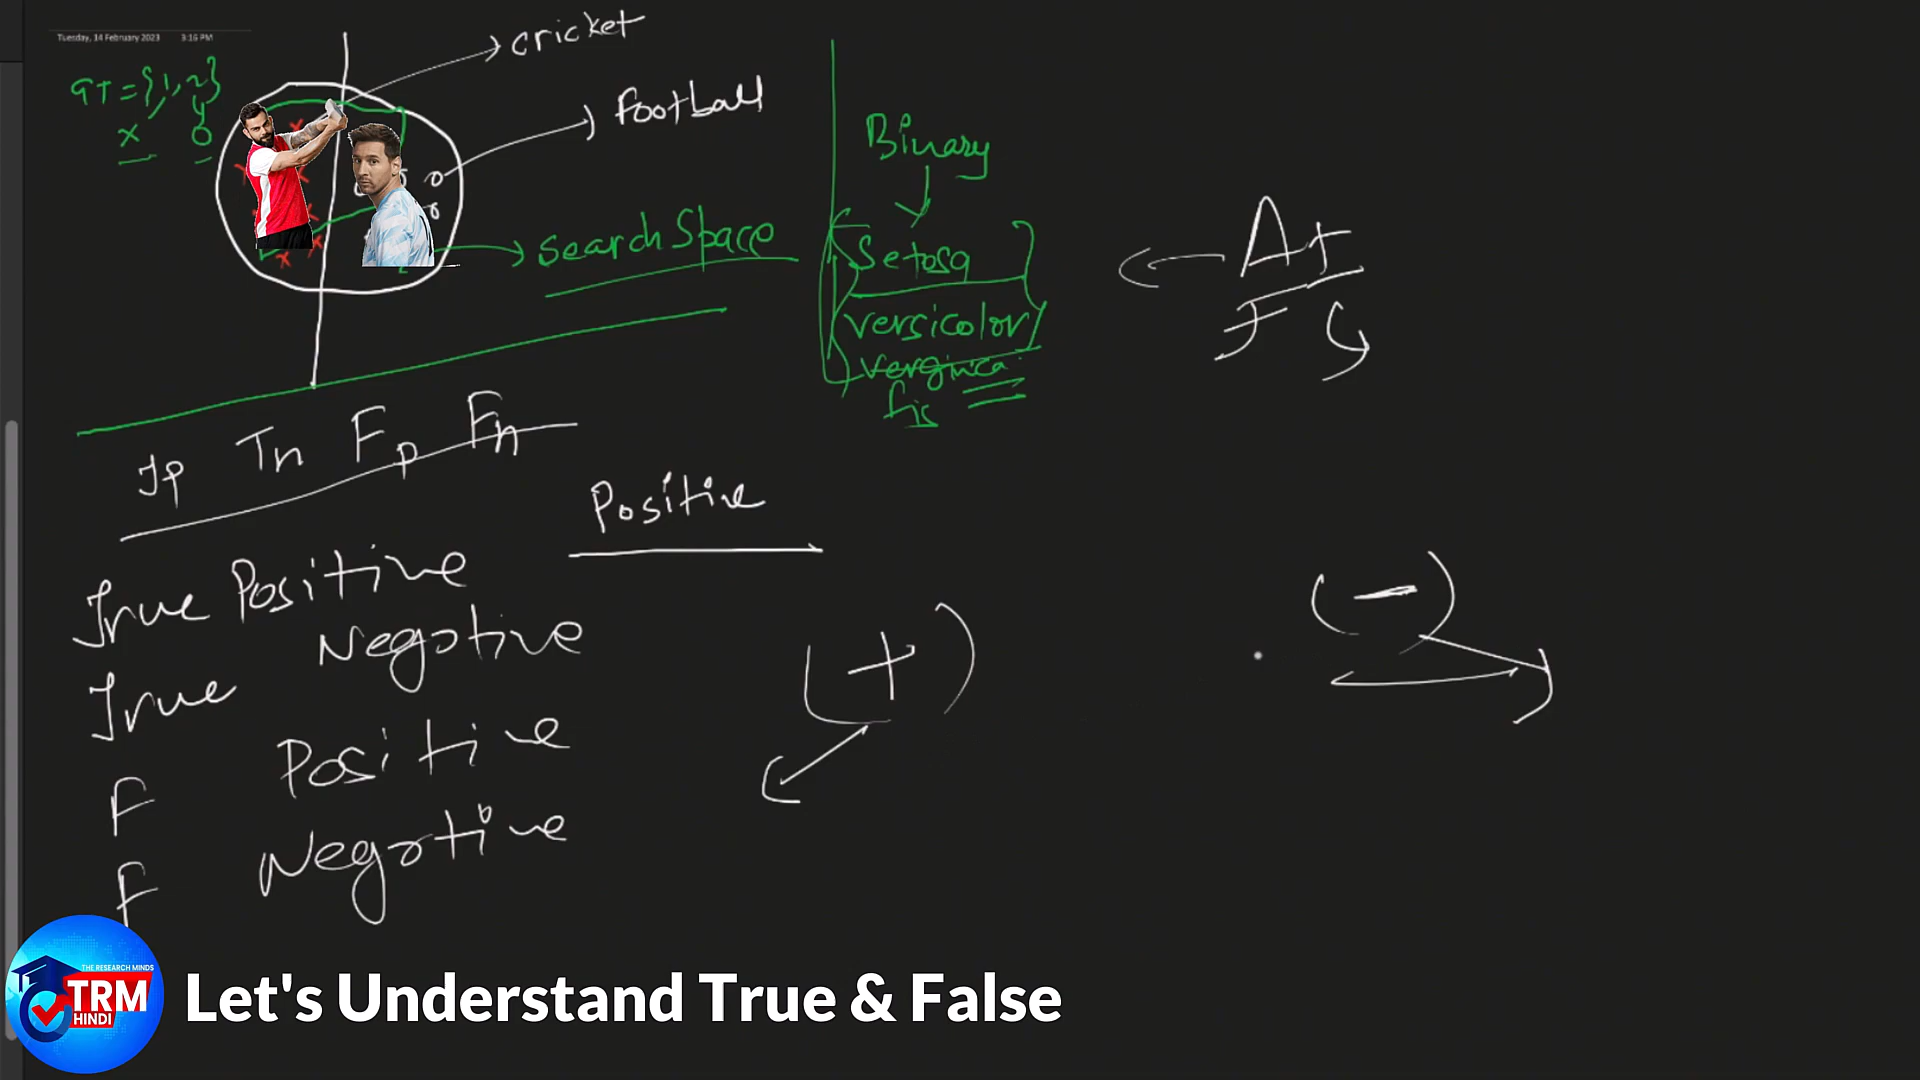 Tuesday, 14 February 2023 3:16 PM
GT = {1, 2}
x 0
cricket
Football
Search Space
Binary
Setosa
versicolor
verginica
fis
Tp Tn Fp Fn
Positive
True Positive
True Negative
F Positive
F Negative
(+)
(-)
THE RESEARCH MINDS
TRM
HINDI
Let's Understand True & False